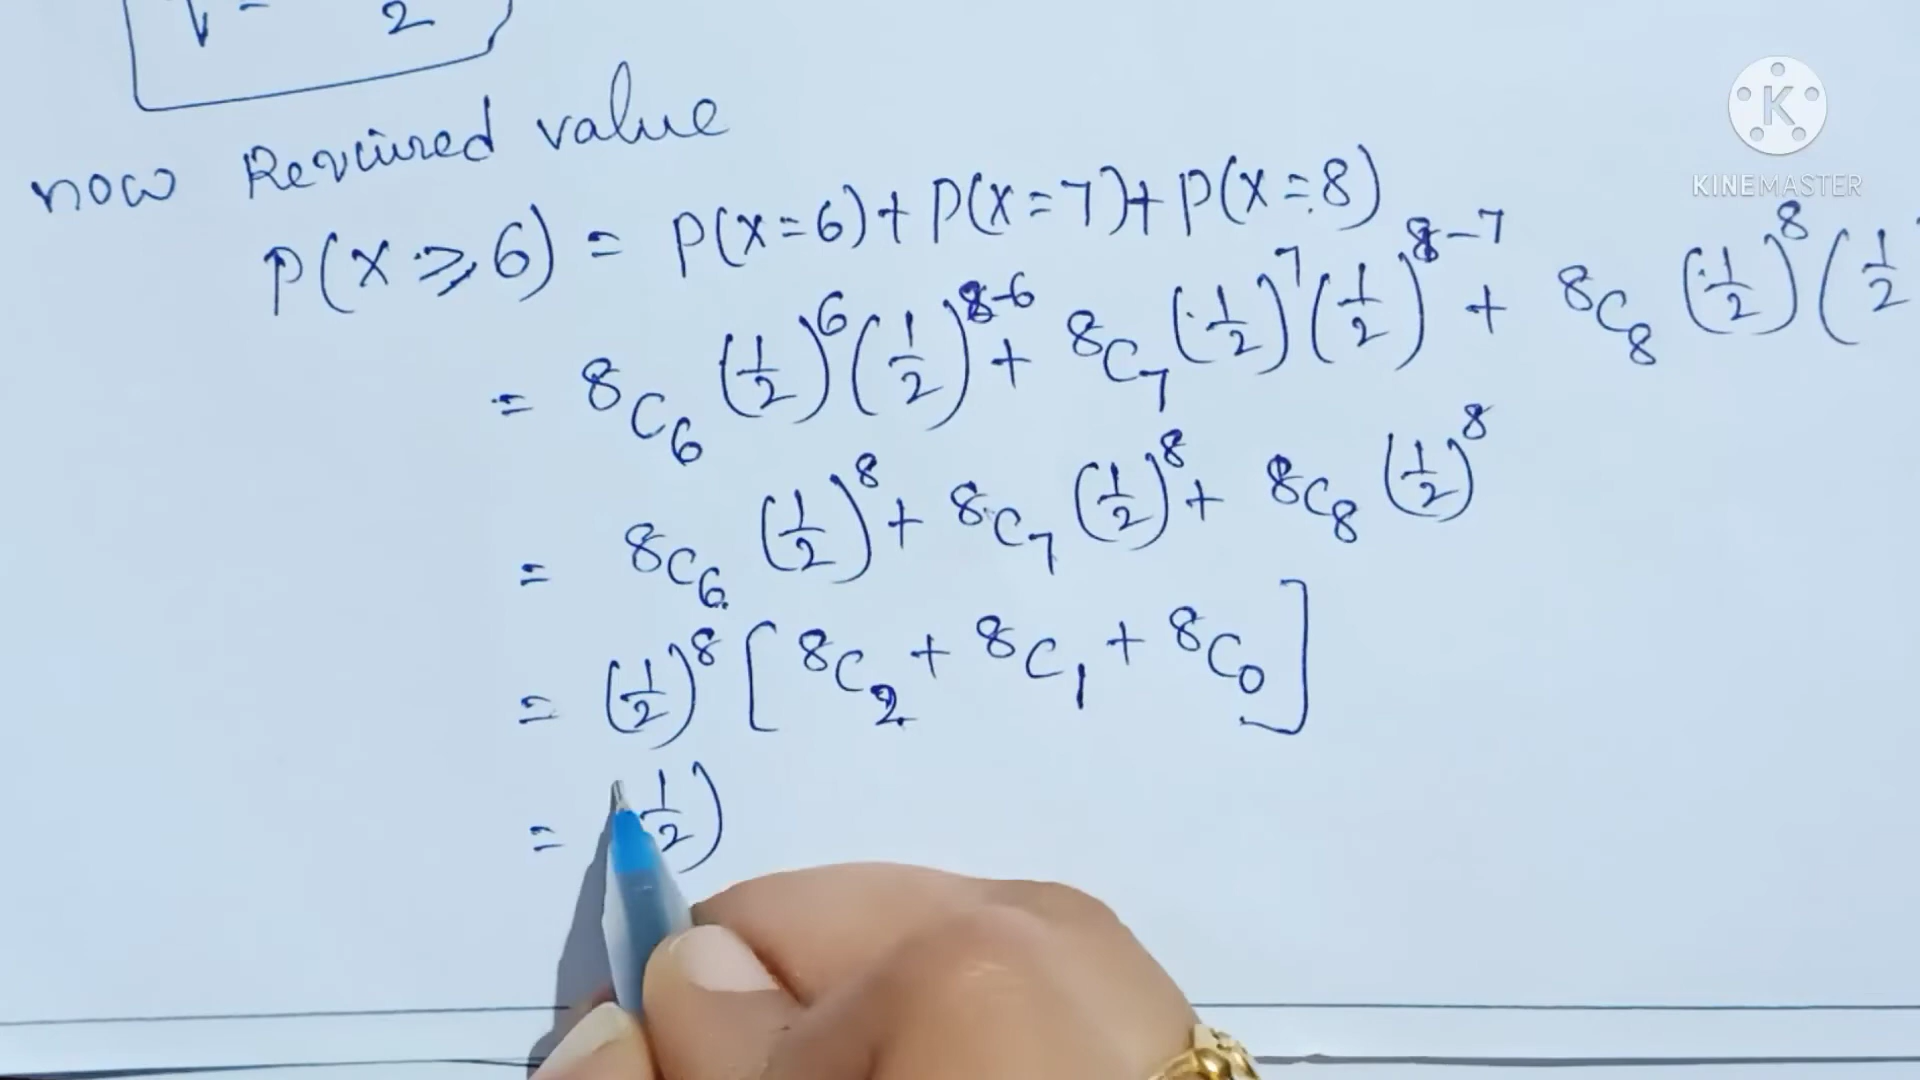 2
now Required value
P(X ≥ 6) = P(X=6) + P(X=7) + P(X=8)
= 8C6 (1/2)^6 (1/2)^8-6 + 8C7 (1/2)^7 (1/2)^8-7 + 8C8 (1/2)^8 (1/2
= 8C6 (1/2)^8 + 8C7 (1/2)^8 + 8C8 (1/2)^8
= (1/2)^8 [8C2 + 8C1 + 8C0]
= 1/2)
K
KINEMASTER